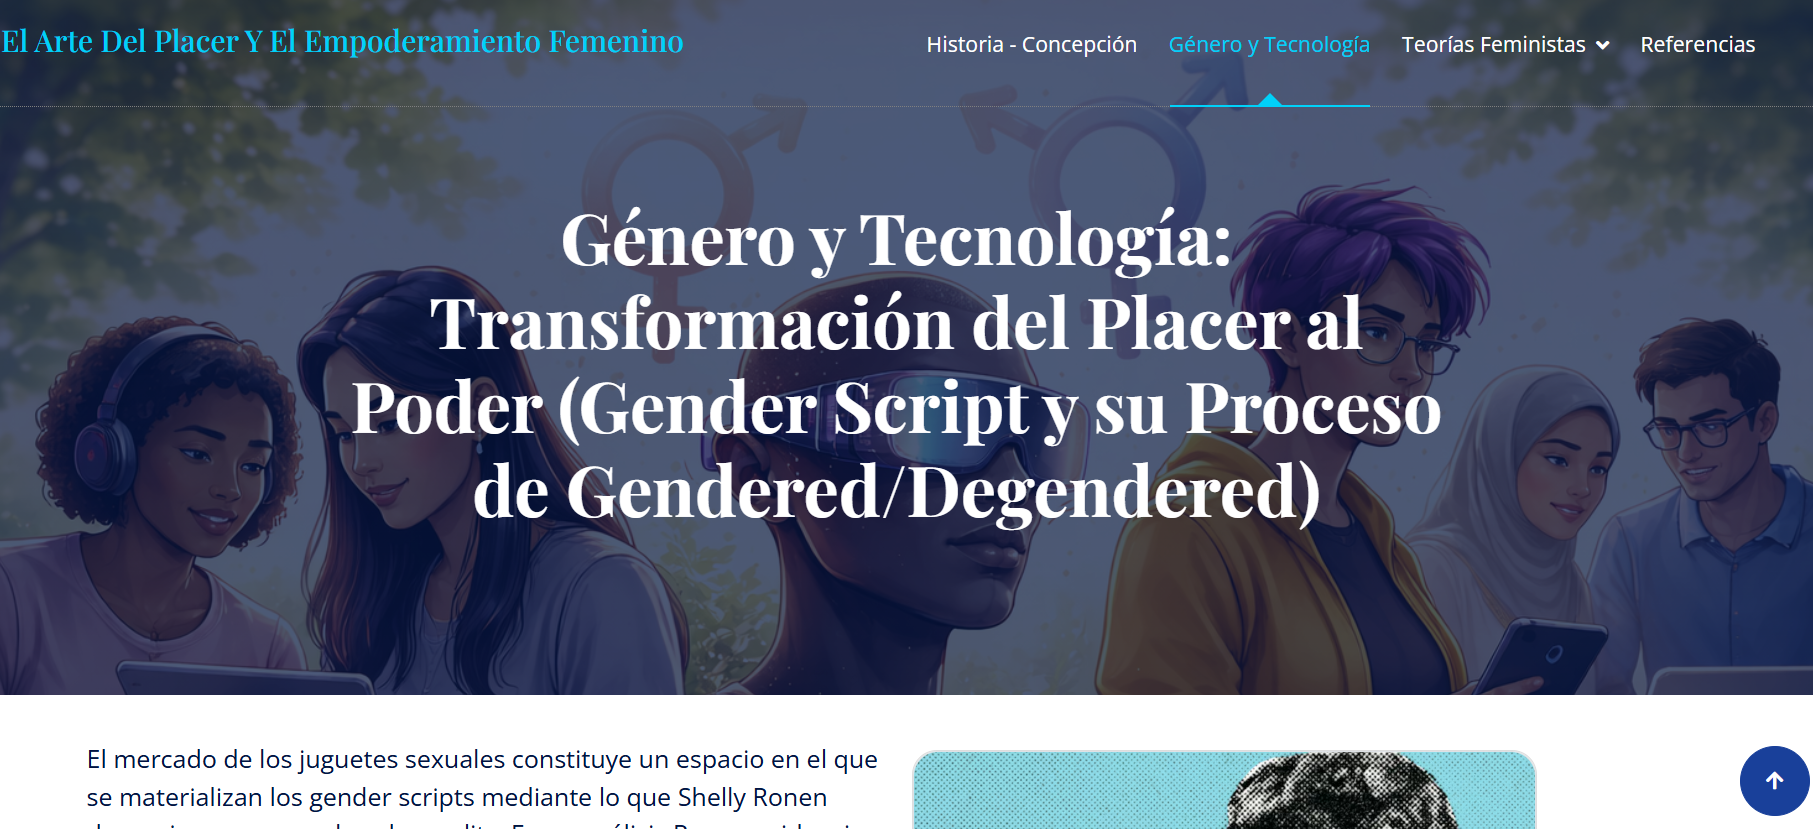 El Arte Del Placer Y El Empoderamiento Femenino
Historia - Concepción
Género y Tecnología
Teorías Feministas
Referencias
Género y Tecnología:
Transformación del Placer al
Poder (Gender Script y su Proceso
de Gendered/Degendered)
El mercado de los juguetes sexuales constituye un espacio en el que
se materializan los gender scripts mediante lo que Shelly Ronen